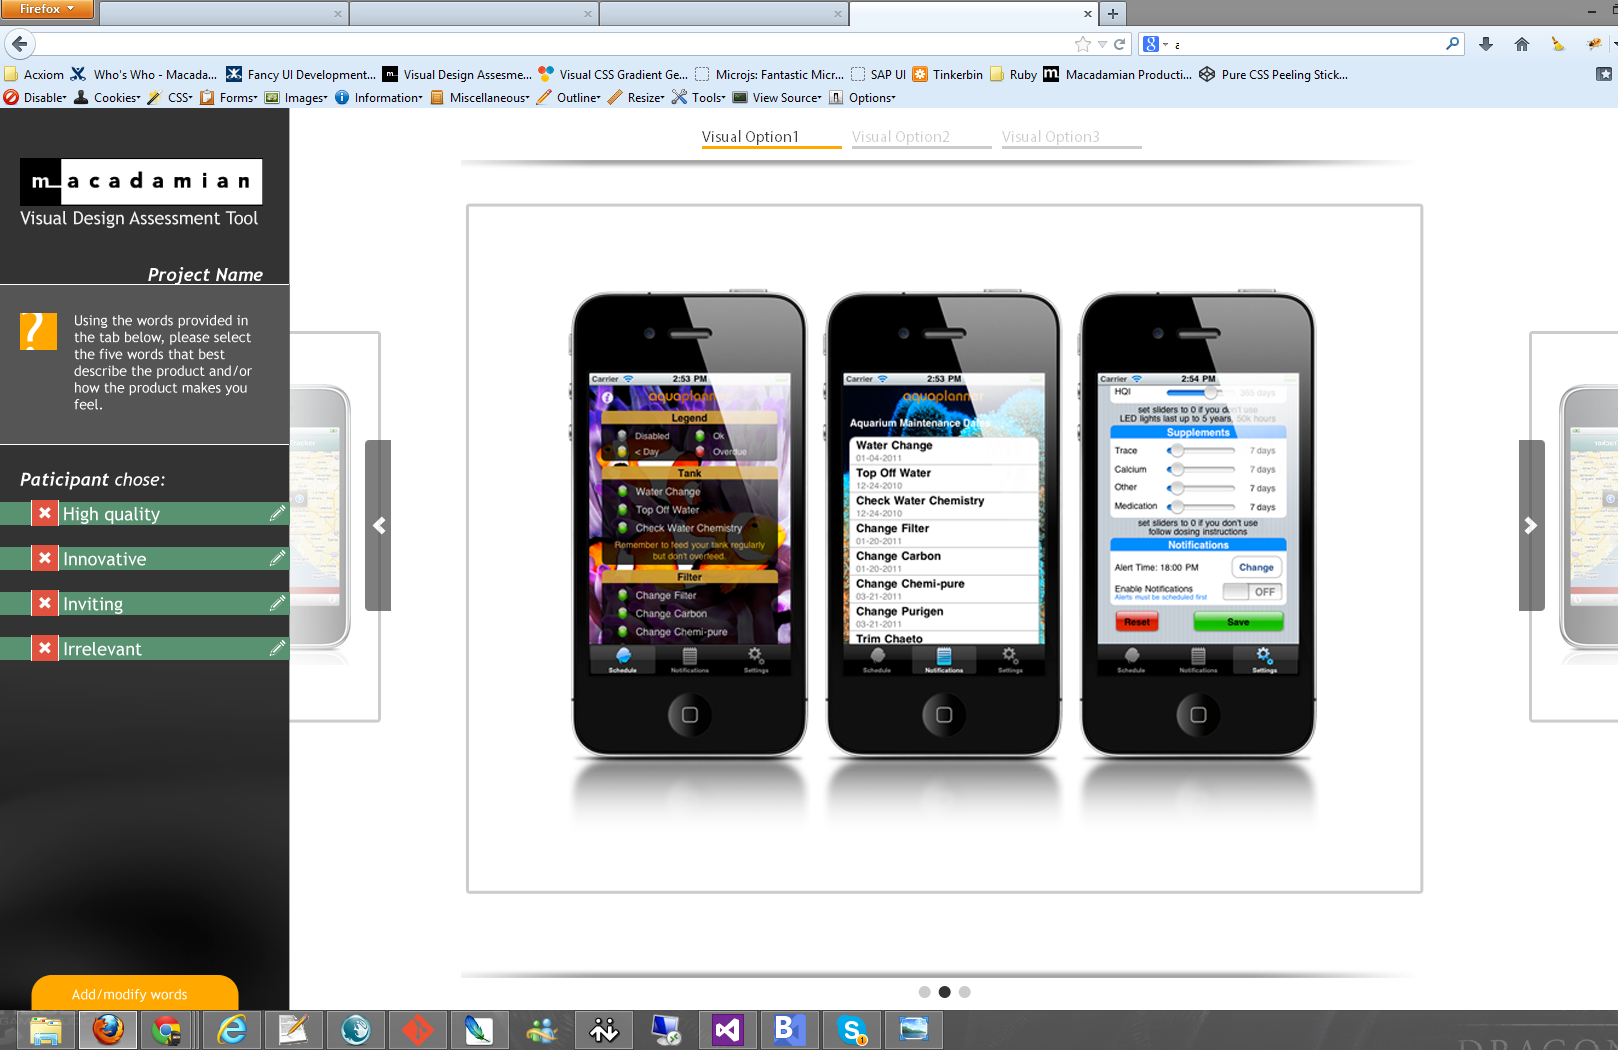 Firefox
Acxiom
Who's Who - Macada...
Fancy UI Development...
Visual Design Assesme...
Visual CSS Gradient Ge...
Microjs: Fantastic Micr...
SAP UI
Tinkerbin
Ruby
Macadamian Producti...
Pure CSS Peeling Stick...
Disable
Cookies
CSS
Forms
Images
Information
Miscellaneous
Outline
Resize
Tools
View Source
Options
macadamian
Visual Design Assessment Tool
Project Name
Using the words provided in
the tab below, please select
the five words that best
describe the product and/or
how the product makes you
feel.
Paticipant chose:
High quality
Innovative
Inviting
Irrelevant
Add/modify words
Visual Option1
Visual Option2
Visual Option3
Carrier 2:53 PM
aquaplanner
Legend
Disabled Ok
< Day Overdue
Tank
Water Change
Top Off Water
Check Water Chemistry
Remember to feed your tank regularly
but don't overfeed.
Filter
Change Filter
Change Carbon
Change Chemi-pure
Schedule Notifications Settings
Carrier 2:53 PM
aquaplanner
Aquarium Maintenance Dates
Water Change
01-04-2011
Top Off Water
12-24-2010
Check Water Chemistry
12-24-2010
Change Filter
01-20-2011
Change Carbon
01-20-2011
Change Chemi-pure
03-21-2011
Change Purigen
03-21-2011
Trim Chaeto
Schedule Notifications Settings
Carrier 2:54 PM
HQI 365 days
set sliders to 0 if you don't use
LED lights last up to 5 years, 50k hours
Supplements
Trace 7 days
Calcium 7 days
Other 7 days
Medication 7 days
set sliders to 0 if you don't use
follow dosing instructions
Notifications
Alert Time: 18:00 PM Change
Enable Notifications OFF
Alerts must be scheduled first
Reset Save
Schedule Notifications Settings